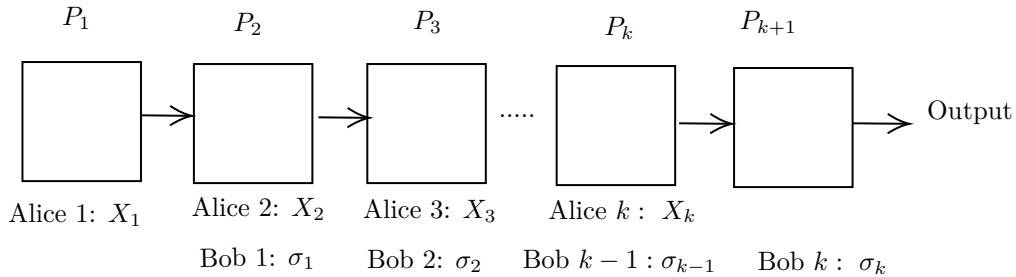 P_1 P_2 P_3 P_k P_{k+1}
..... Output
Alice 1: X_1 Alice 2: X_2 Alice 3: X_3 Alice k : X_k
Bob 1: σ_1 Bob 2: σ_2 Bob k − 1 : σ_{k−1} Bob k : σ_k